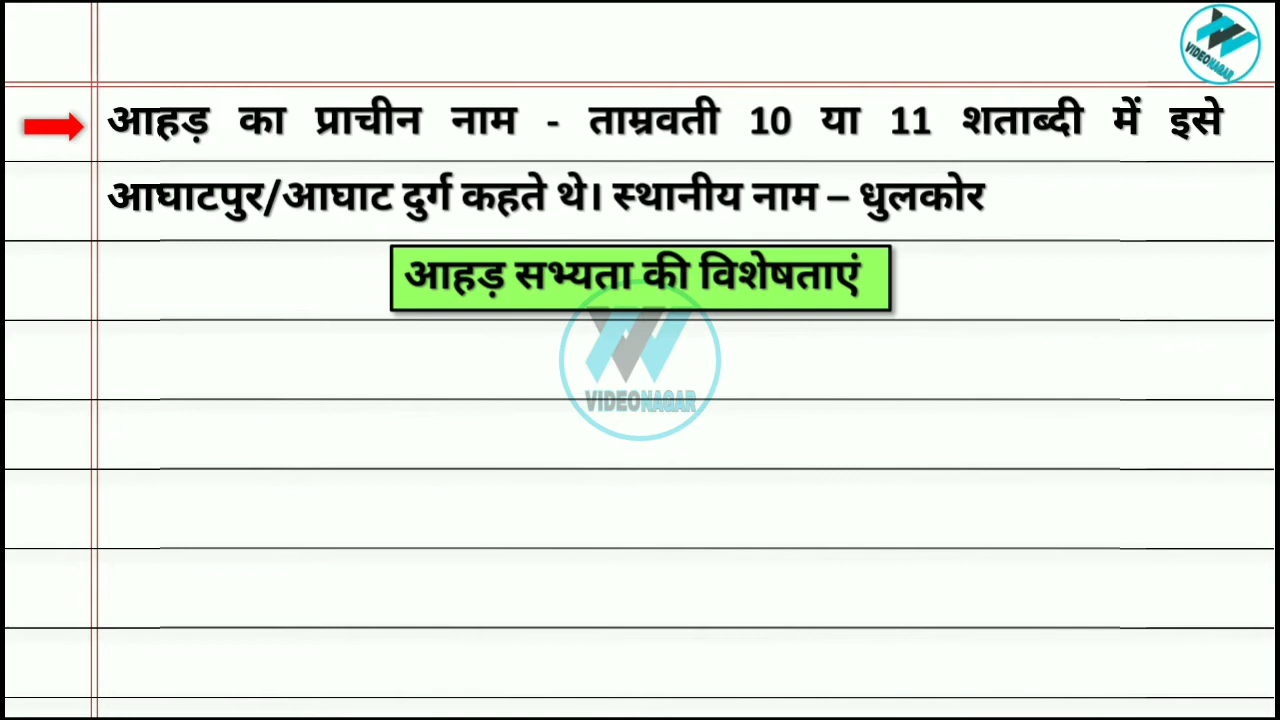 VIDEONAGAR
आहड़ का प्राचीन नाम - ताम्रवती 10 या 11 शताब्दी में इसे
आघाटपुर/आघाट दुर्ग कहते थे। स्थानीय नाम – धुलकोर
आहड़ सभ्यता की विशेषताएं
VIDEONAGAR